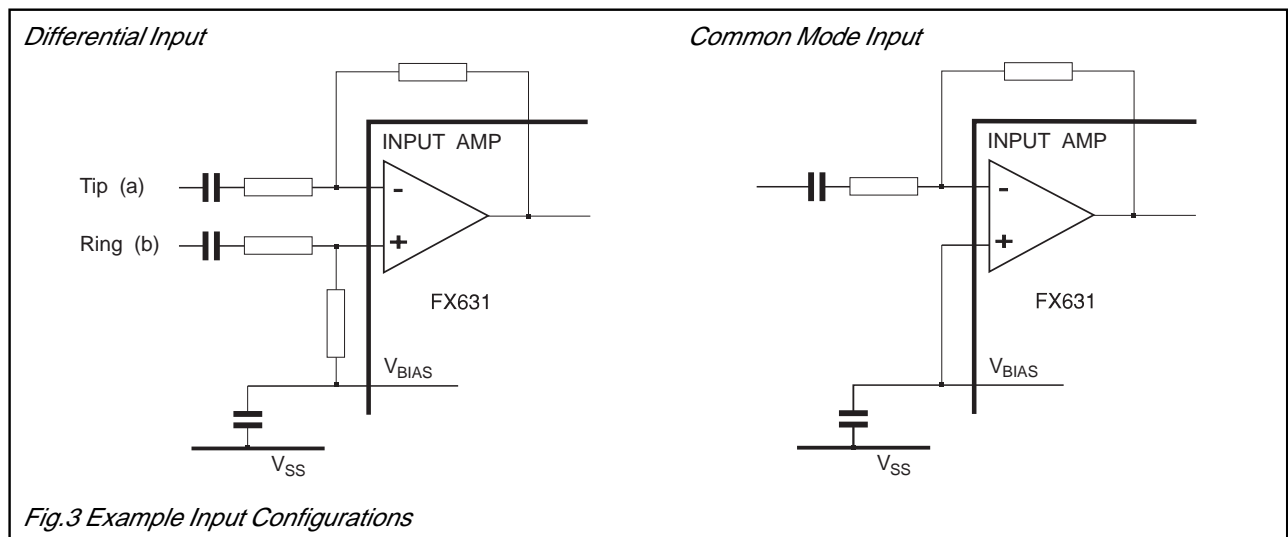 Differential Input
INPUT AMP
Tip (a)
-
Ring (b)
+
FX631
VBIAS
VSS
Common Mode Input
INPUT AMP
-
+
FX631
VBIAS
VSS
Fig.3 Example Input Configurations